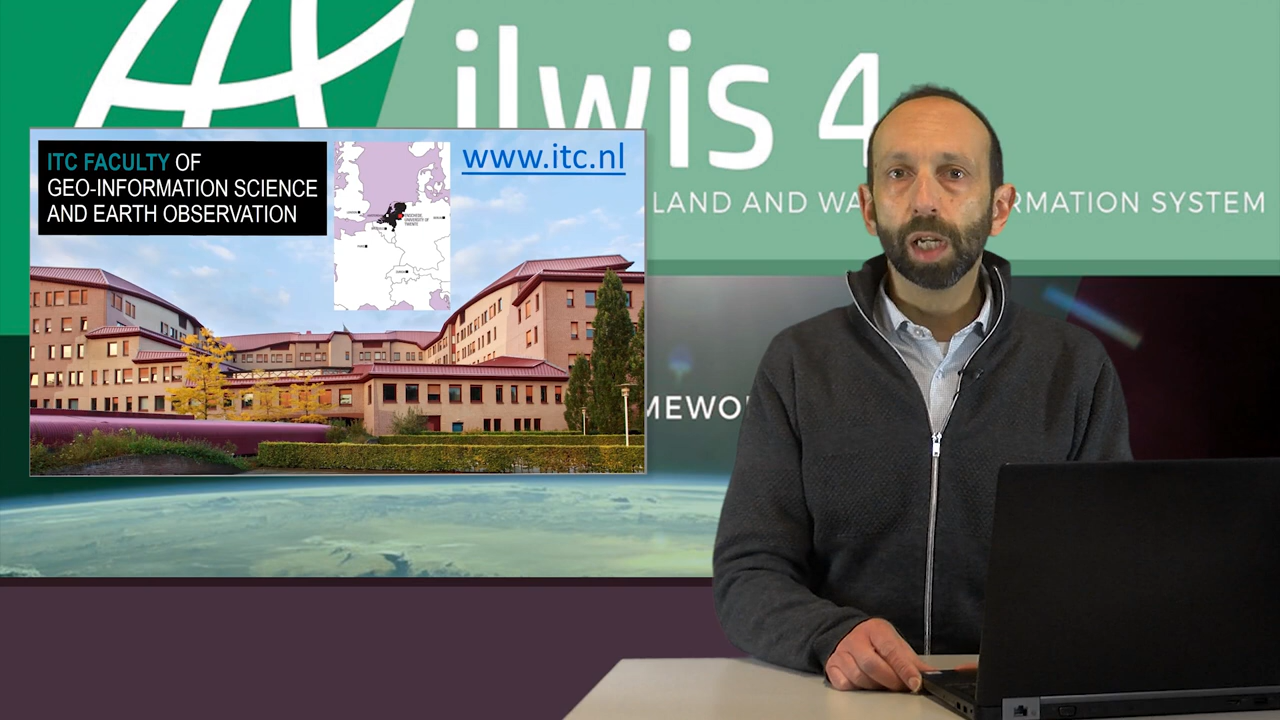 ilwis 4
LAND AND WA RMATION SYSTEM
ITC FACULTY OF
GEO-INFORMATION SCIENCE
AND EARTH OBSERVATION
www.itc.nl
MEWO